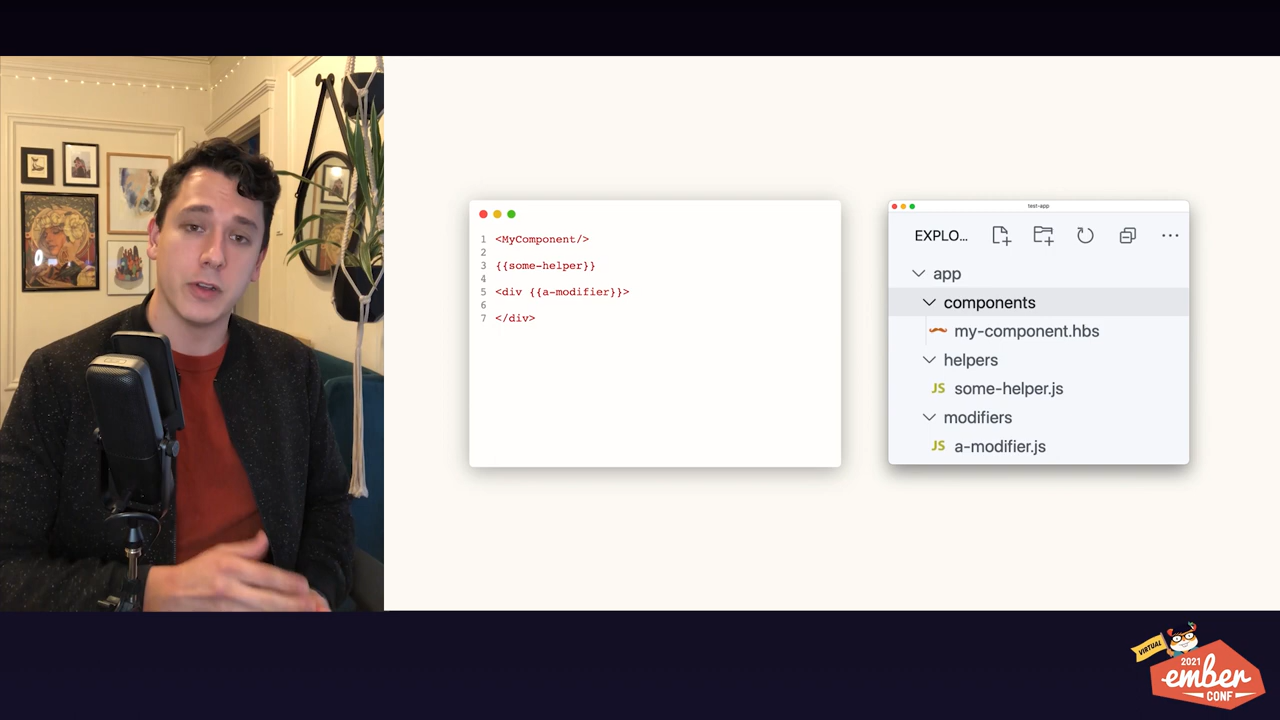 1 <MyComponent/>
2
3 {{some-helper}}
4
5 <div {{a-modifier}}>
6
7 </div>
test-app
EXPLO...
app
components
my-component.hbs
helpers
JS some-helper.js
modifiers
JS a-modifier.js
VIRTUAL
2021
ember
CONF